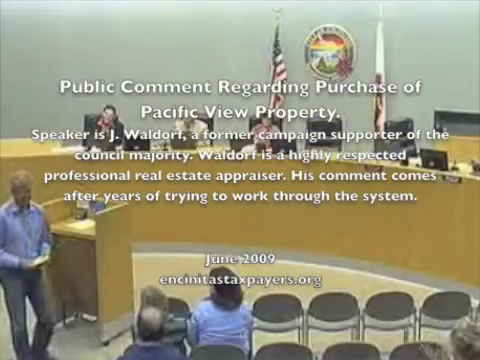 Public Comment Regarding Purchase of
Pacific View Property.
Speaker is J. Waldorf, a former campaign supporter of the
council majority. Waldorf is a highly respected
professional real estate appraiser. His comment comes
after years of trying to work through the system.
June 2009
encinitastaxpayers.org